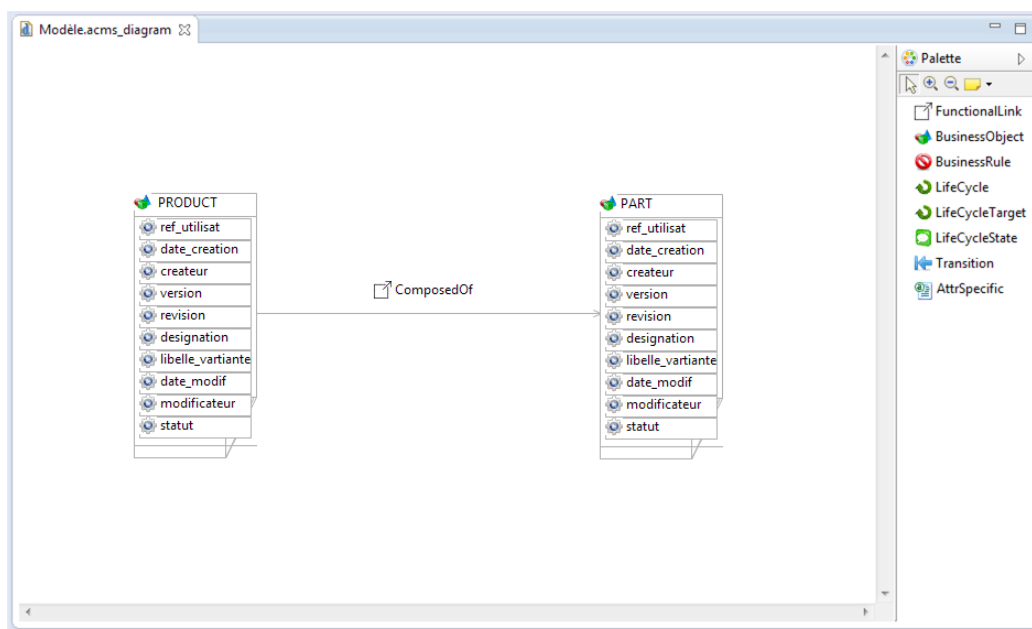 Modèle.acms_diagram
Palette
FunctionalLink
BusinessObject
BusinessRule
LifeCycle
LifeCycleTarget
LifeCycleState
Transition
AttrSpecific
PRODUCT
ref_utilisat
date_creation
createur
version
revision
designation
libelle_vartiante
date_modif
modificateur
statut
ComposedOf
PART
ref_utilisat
date_creation
createur
version
revision
designation
libelle_vartiante
date_modif
modificateur
statut